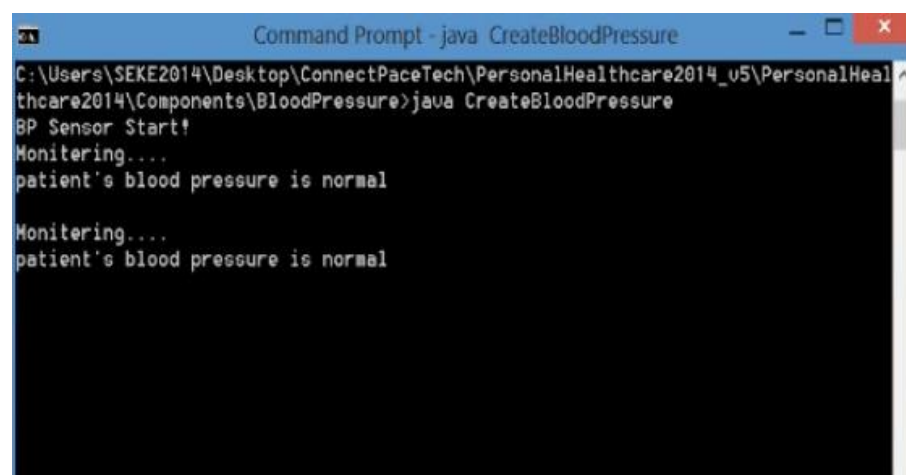 Command Prompt - java CreateBloodPressure
C:\Users\SEKE2014\Desktop\ConnectPaceTech\PersonalHealthcare2014_v5\PersonalHeal
thcare2014\Components\BloodPressure>java CreateBloodPressure
BP Sensor Start!
Monitering....
patient's blood pressure is normal
Monitering....
patient's blood pressure is normal